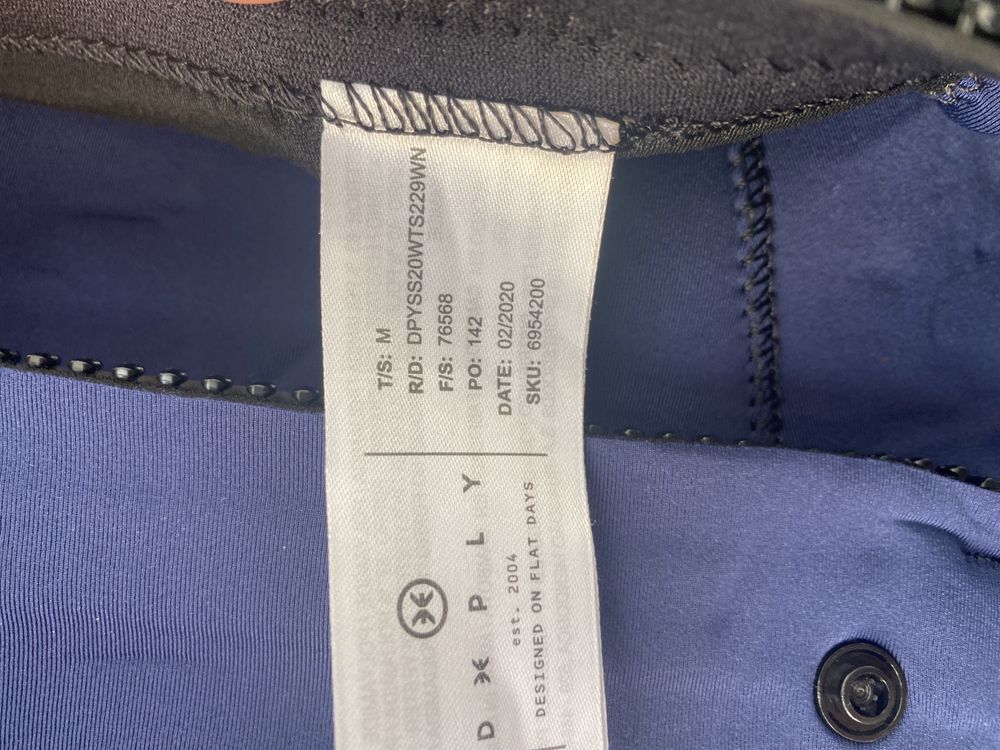 T/S: M
R/D: DPYSS20WTS229WN
F/S: 76568
PO: 142
DATE: 02/2020
SKU: 6954200
D P L Y
est. 2004
DESIGNED ON FLAT DAYS